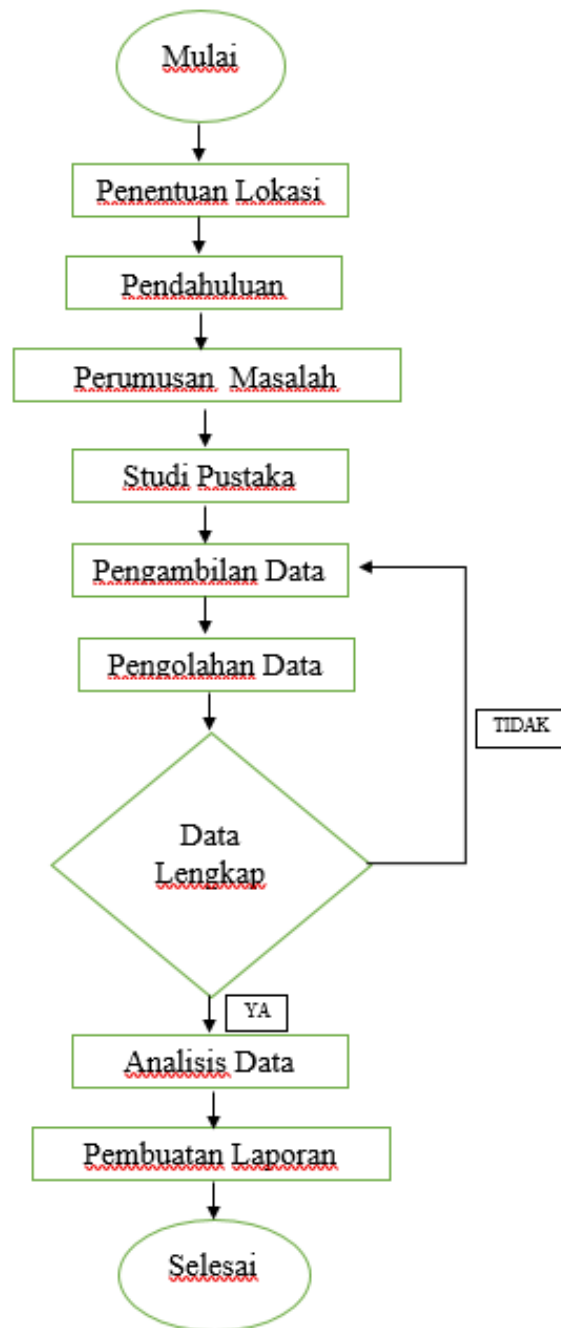 Mulai
Penentuan Lokasi
Pendahuluan
Perumusan Masalah
Studi Pustaka
Pengambilan Data
Pengolahan Data
TIDAK
Data
Lengkap
YA
Analisis Data
Pembuatan Laporan
Selesai